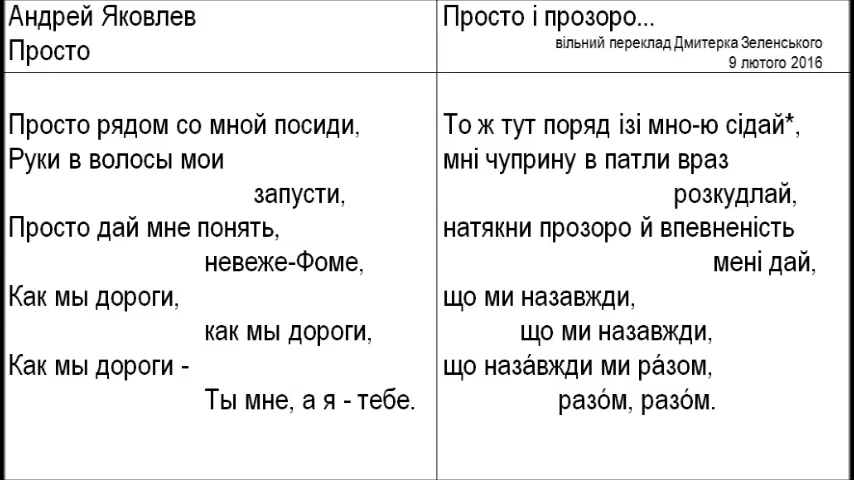 Андрей Яковлев
Просто
Просто рядом со мной посиди,
Руки в волосы мои
запусти,
Просто дай мне понять,
невеже-Фоме,
Как мы дороги,
как мы дороги,
Как мы дороги -
Ты мне, а я - тебе.
Просто і прозоро...
вільний переклад Дмитерка Зеленського
9 лютого 2016
То ж тут поряд ізі мно-ю сідай*,
мні чуприну в патли враз
розкудлай,
натякни прозоро й впевненість
мені дай,
що ми назавжди,
що ми назавжди,
що наза́вжди ми ра́зом,
разо́м, разо́м.